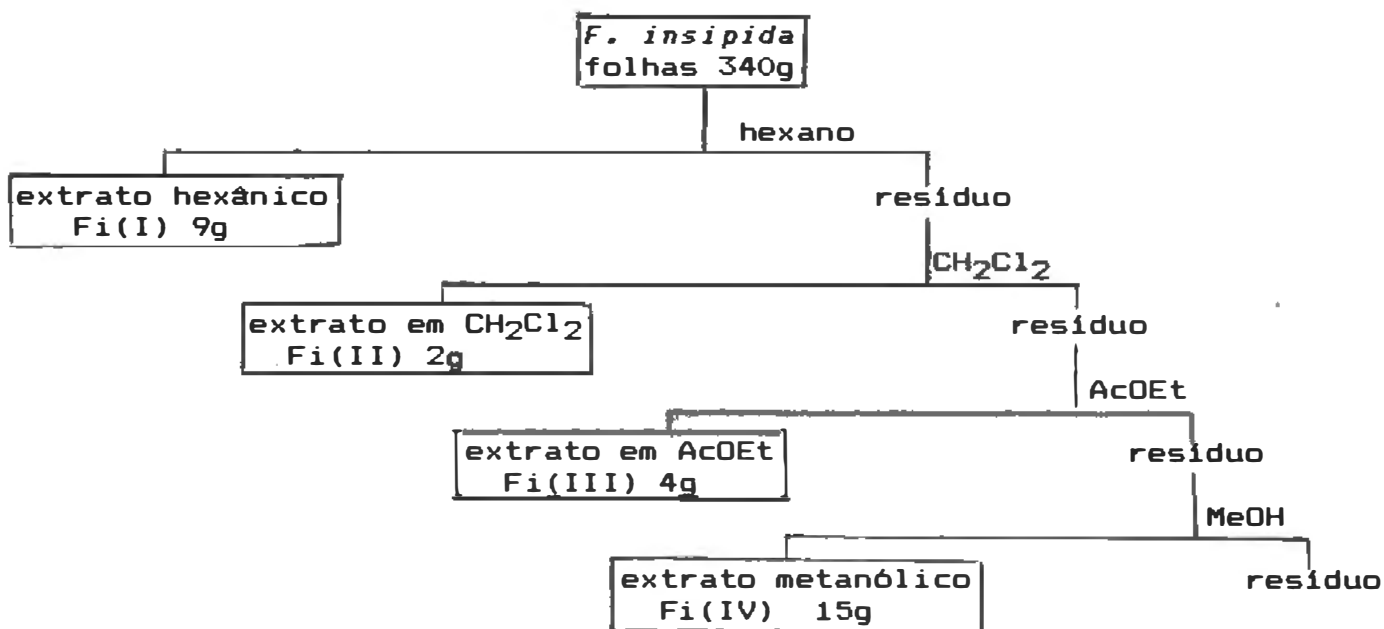 F. insipida
folhas 340g
hexano
extrato hexânico
Fi(I) 9g
resíduo
CH₂Cl₂
extrato em CH₂Cl₂
Fi(II) 2g
resíduo
AcOEt
extrato em AcOEt
Fi(III) 4g
resíduo
MeOH
extrato metanólico
Fi(IV) 15g
resíduo